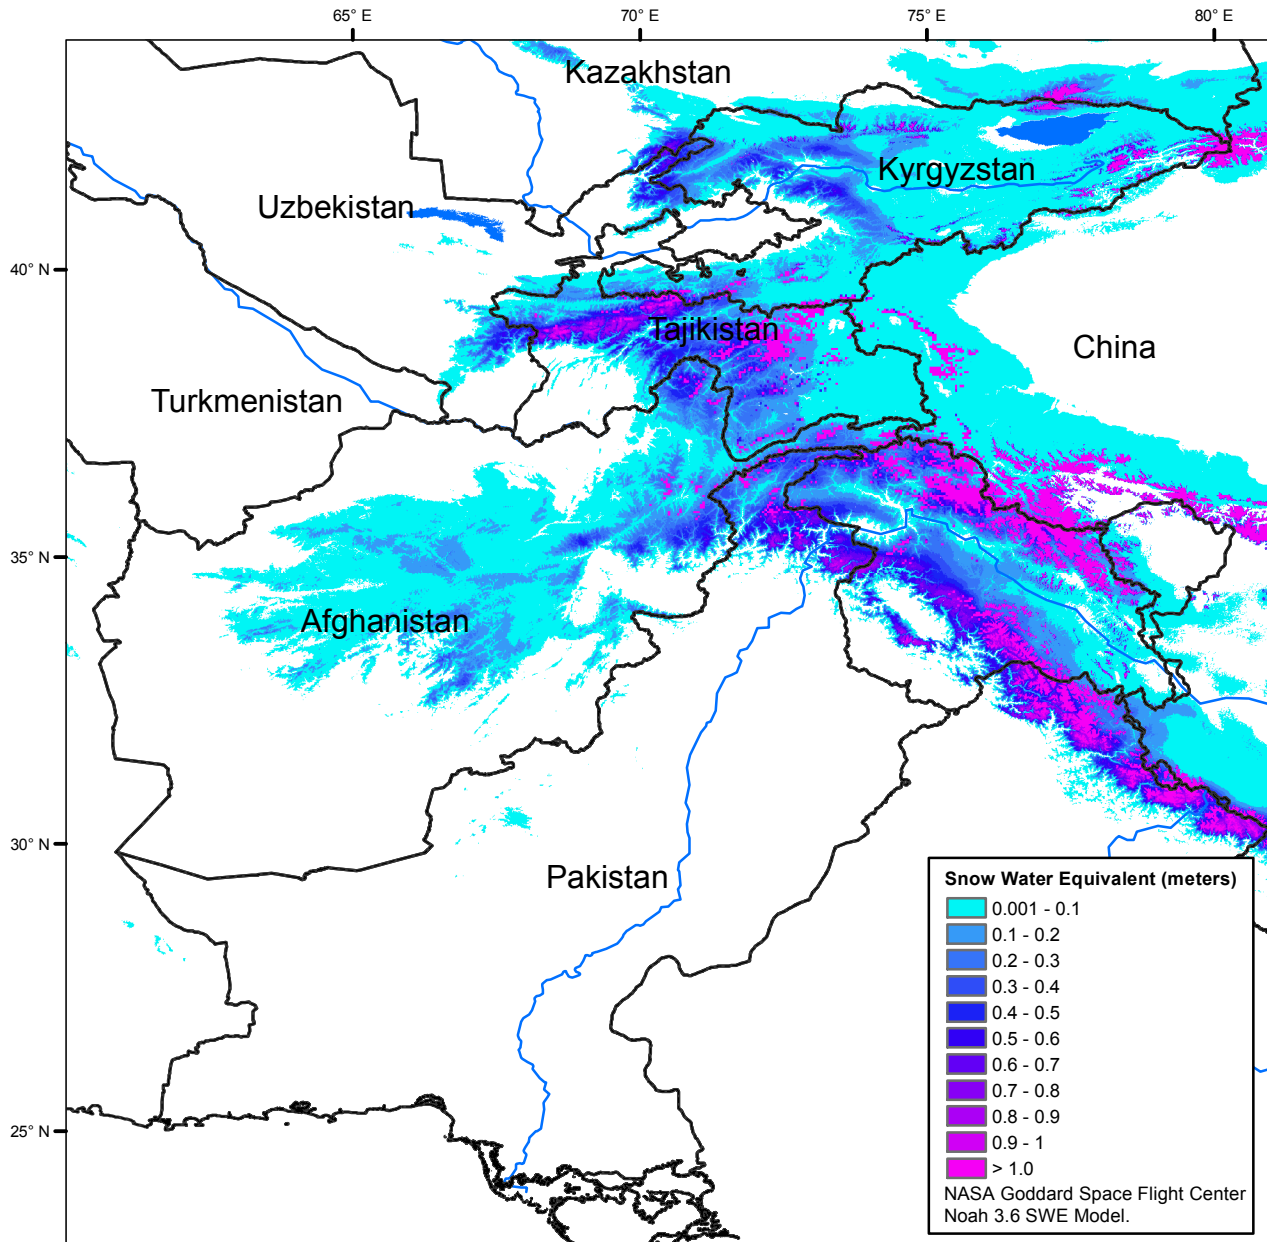 65° E 70° E 75° E 80° E
Kazakhstan
Kyrgyzstan
Uzbekistan
40° N
Tajikistan
China
Turkmenistan
35° N
Afghanistan
30° N
Pakistan
25° N
Snow Water Equivalent (meters)
0.001 - 0.1
0.1 - 0.2
0.2 - 0.3
0.3 - 0.4
0.4 - 0.5
0.5 - 0.6
0.6 - 0.7
0.7 - 0.8
0.8 - 0.9
0.9 - 1
> 1.0
NASA Goddard Space Flight Center
Noah 3.6 SWE Model.